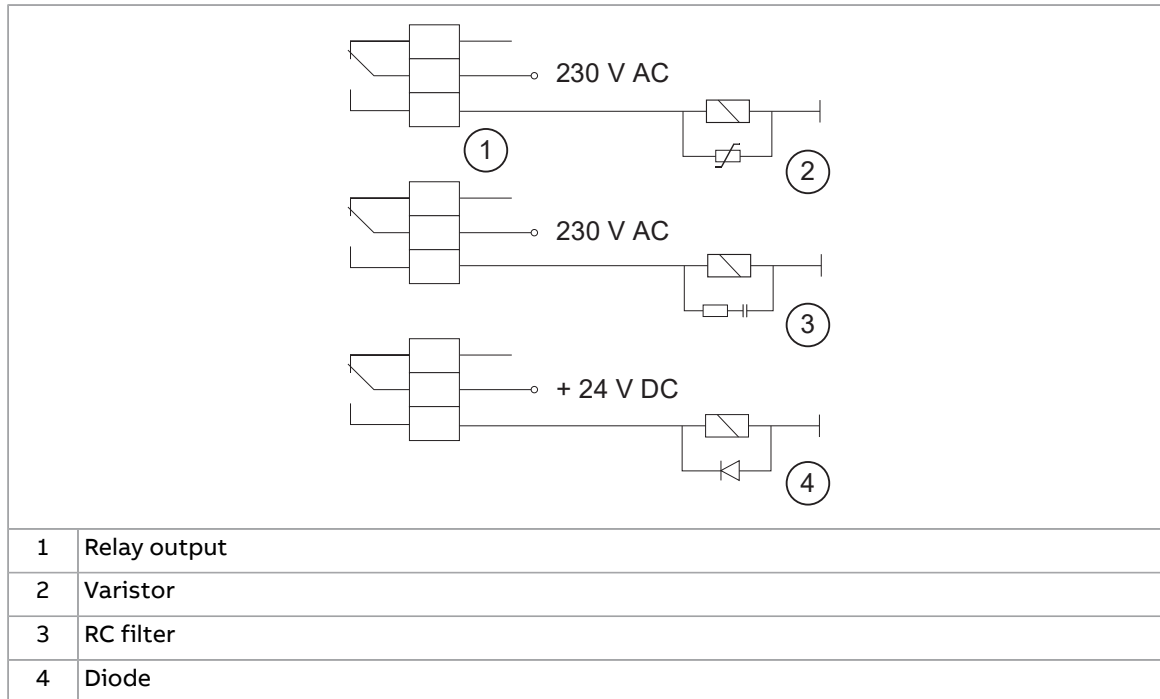 230 V AC
1
2
230 V AC
3
+ 24 V DC
4
1 Relay output
2 Varistor
3 RC filter
4 Diode